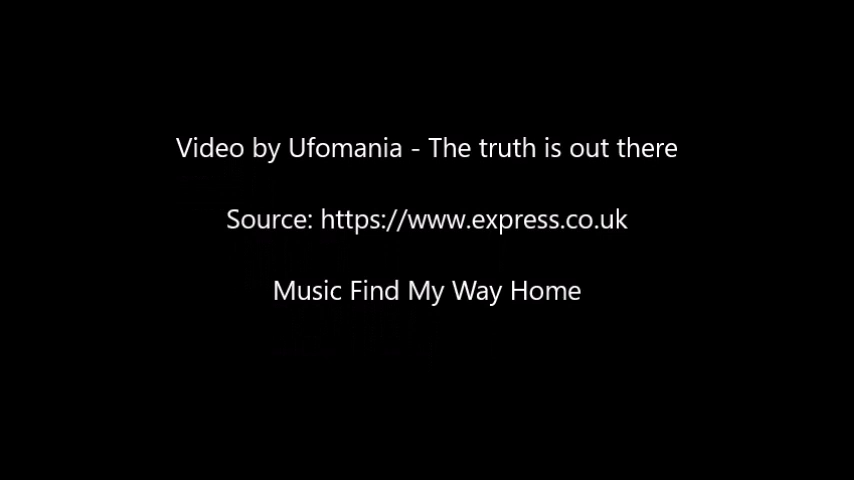 Video by Ufomania - The truth is out there
Source: https://www.express.co.uk
Music Find My Way Home